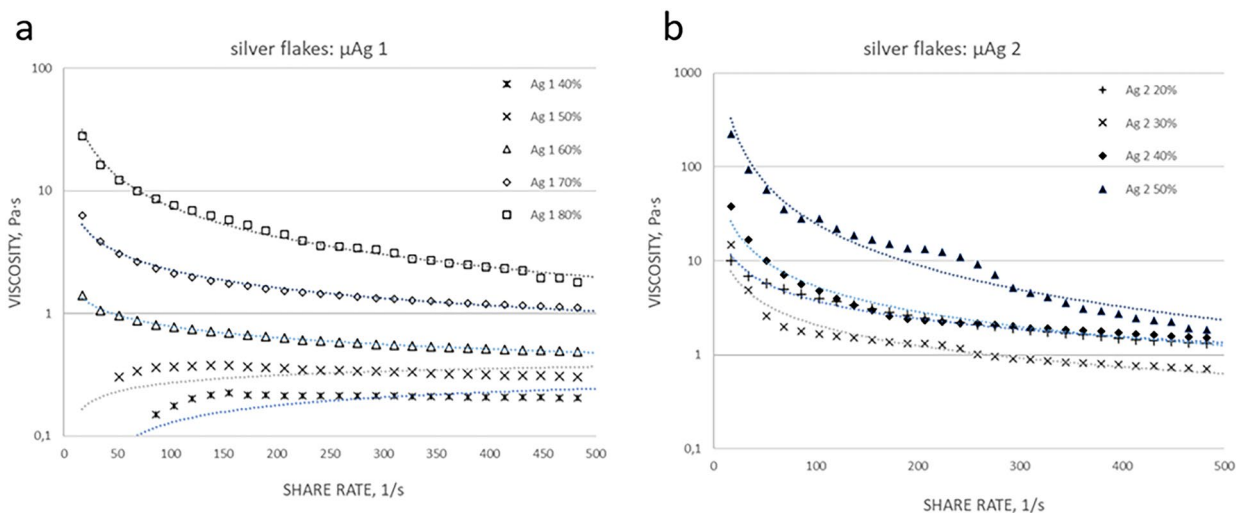 a
silver flakes: µAg 1
100
10
1
0,1
VISCOSITY, Pa·s
0 50 100 150 200 250 300 350 400 450 500
SHARE RATE, 1/s
Ag 1 40%
Ag 1 50%
Ag 1 60%
Ag 1 70%
Ag 1 80%
b
silver flakes: µAg 2
1000
100
10
1
0,1
VISCOSITY, Pa·s
0 100 200 300 400 500
SHARE RATE, 1/s
Ag 2 20%
Ag 2 30%
Ag 2 40%
Ag 2 50%